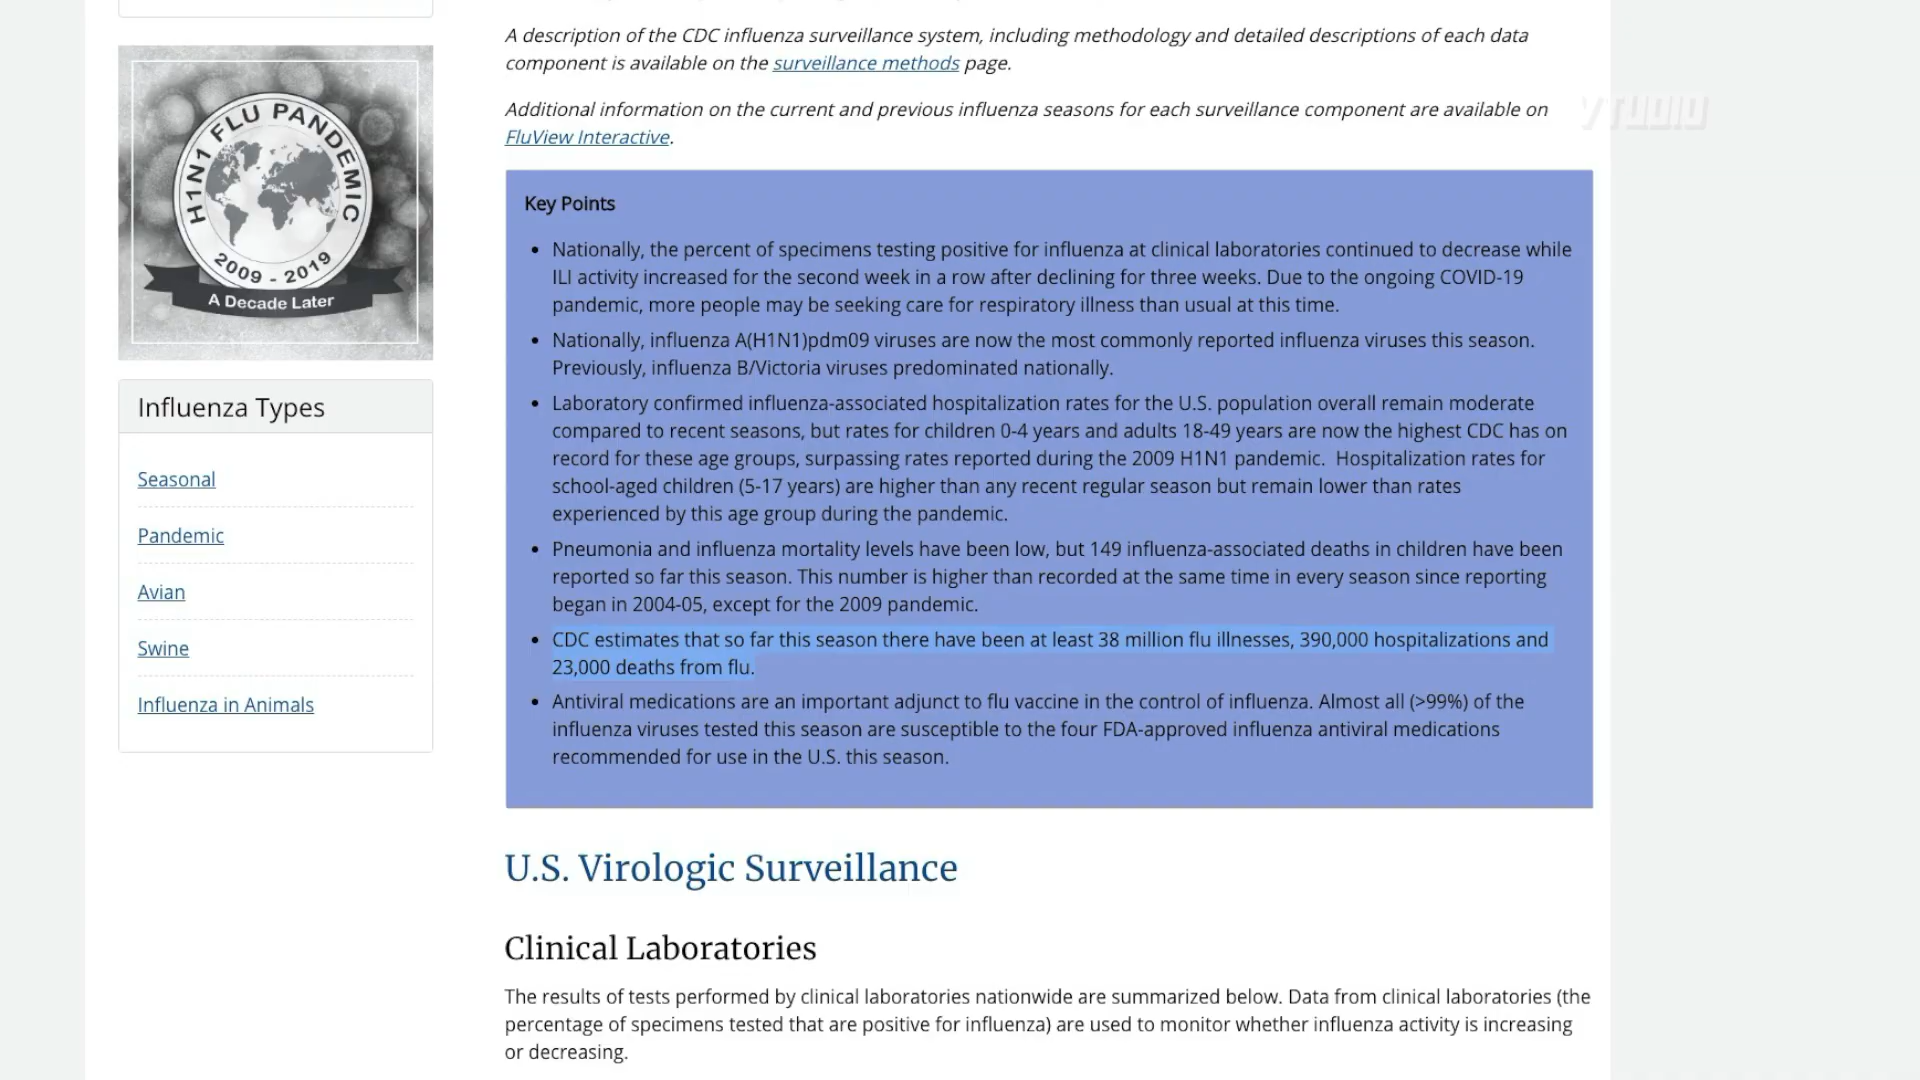 A description of the CDC influenza surveillance system, including methodology and detailed descriptions of each data
component is available on the surveillance methods page.
Additional information on the current and previous influenza seasons for each surveillance component are available on
FluView Interactive.
H1N1 FLU PANDEMIC
2009 - 2019
A Decade Later
Influenza Types
Seasonal
Pandemic
Avian
Swine
Influenza in Animals
Key Points
• Nationally, the percent of specimens testing positive for influenza at clinical laboratories continued to decrease while
ILI activity increased for the second week in a row after declining for three weeks. Due to the ongoing COVID-19
pandemic, more people may be seeking care for respiratory illness than usual at this time.
• Nationally, influenza A(H1N1)pdm09 viruses are now the most commonly reported influenza viruses this season.
Previously, influenza B/Victoria viruses predominated nationally.
• Laboratory confirmed influenza-associated hospitalization rates for the U.S. population overall remain moderate
compared to recent seasons, but rates for children 0-4 years and adults 18-49 years are now the highest CDC has on
record for these age groups, surpassing rates reported during the 2009 H1N1 pandemic. Hospitalization rates for
school-aged children (5-17 years) are higher than any recent regular season but remain lower than rates
experienced by this age group during the pandemic.
• Pneumonia and influenza mortality levels have been low, but 149 influenza-associated deaths in children have been
reported so far this season. This number is higher than recorded at the same time in every season since reporting
began in 2004-05, except for the 2009 pandemic.
• CDC estimates that so far this season there have been at least 38 million flu illnesses, 390,000 hospitalizations and
23,000 deaths from flu.
• Antiviral medications are an important adjunct to flu vaccine in the control of influenza. Almost all (>99%) of the
influenza viruses tested this season are susceptible to the four FDA-approved influenza antiviral medications
recommended for use in the U.S. this season.
U.S. Virologic Surveillance
Clinical Laboratories
The results of tests performed by clinical laboratories nationwide are summarized below. Data from clinical laboratories (the
percentage of specimens tested that are positive for influenza) are used to monitor whether influenza activity is increasing
or decreasing.